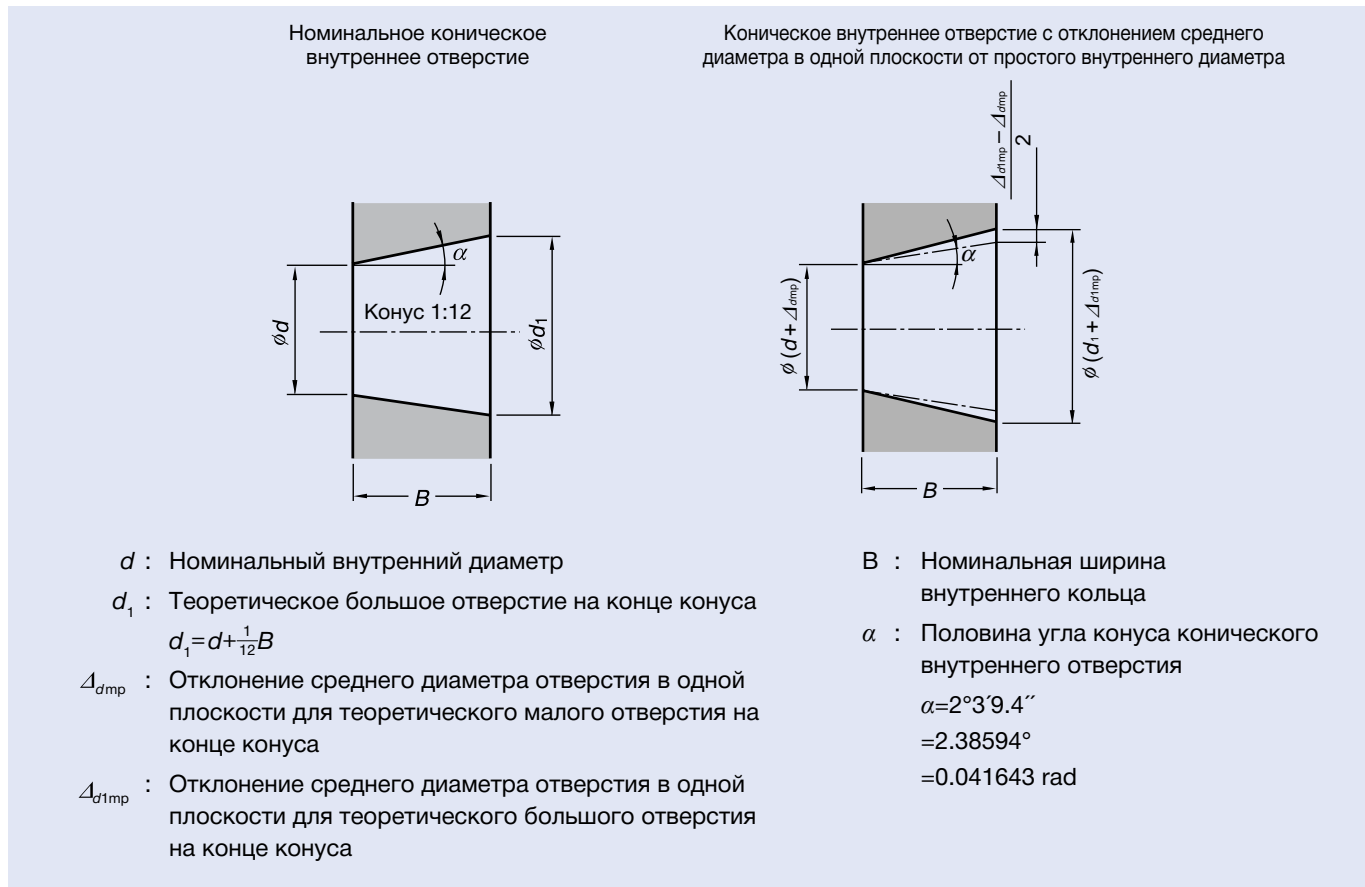 Номинальное коническое
внутреннее отверстие
Коническое внутреннее отверстие с отклонением среднего
диаметра в одной плоскости от простого внутреннего диаметра
α
Конус 1:12
ød
ød₁
B
Δd1mp − Δdmp
2
α
ø (d + Δdmp)
ø (d₁ + Δd1mp)
B
d : Номинальный внутренний диаметр
d₁ : Теоретическое большое отверстие на конце конуса
d₁=d+1/12B
Δdmp : Отклонение среднего диаметра отверстия в одной
плоскости для теоретического малого отверстия на
конце конуса
Δd1mp : Отклонение среднего диаметра отверстия в одной
плоскости для теоретического большого отверстия
на конце конуса
B : Номинальная ширина
внутреннего кольца
α : Половина угла конуса конического
внутреннего отверстия
α=2°3´9.4´´
=2.38594°
=0.041643 rad